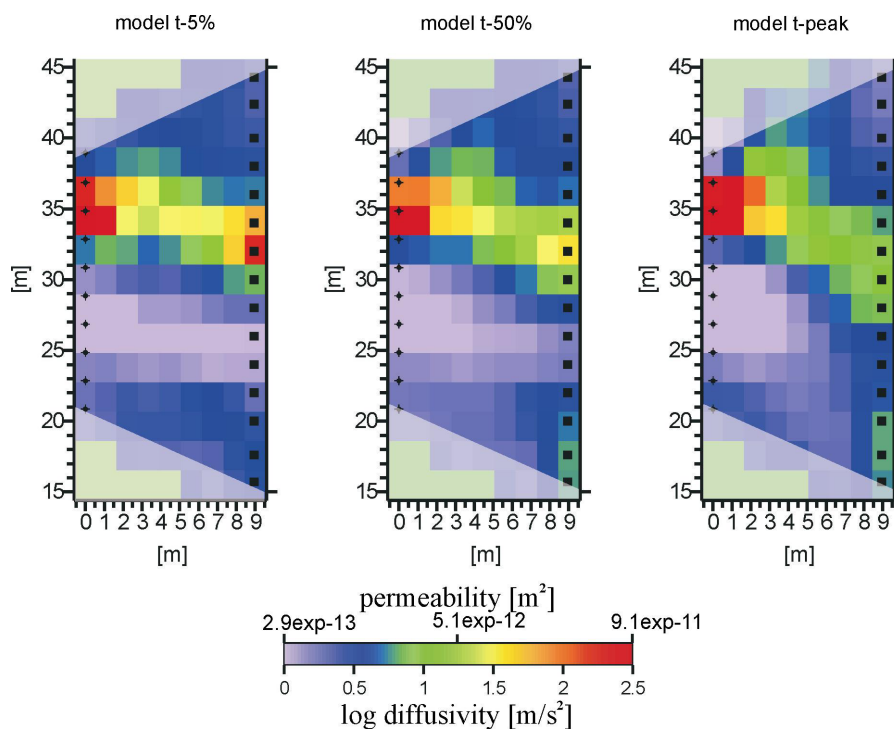 model t-5%
model t-50%
model t-peak
45
40
35
30
25
20
15
[m]
0 1 2 3 4 5 6 7 8 9
[m]
45
40
35
30
25
20
15
[m]
0 1 2 3 4 5 6 7 8 9
[m]
45
40
35
30
25
20
15
[m]
0 1 2 3 4 5 6 7 8 9
[m]
permeability [m²]
2.9exp-13 5.1exp-12 9.1exp-11
0 0.5 1 1.5 2 2.5
log diffusivity [m/s²]